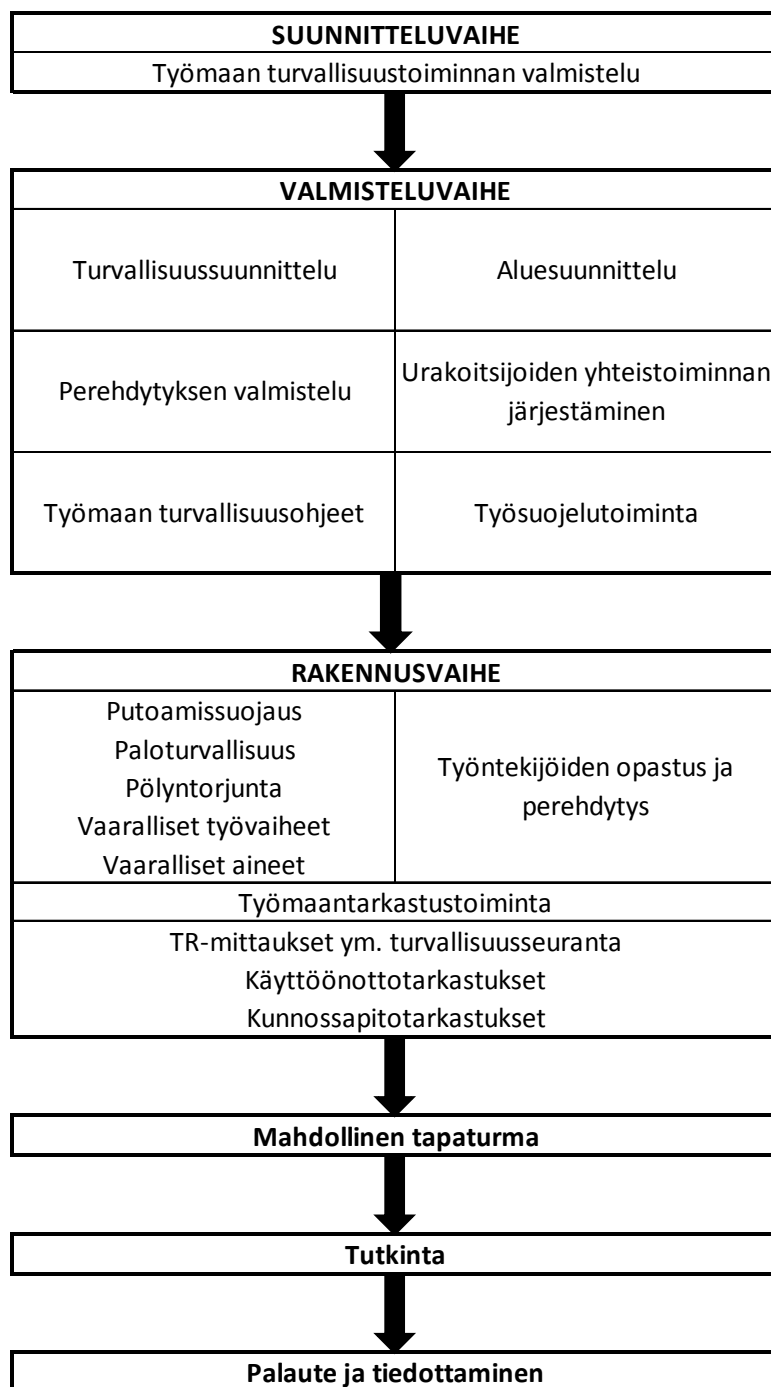 SUUNNITTELUVAIHE
Työmaan turvallisuustoiminnan valmistelu
VALMISTELUVAIHE
Turvallisuussuunnittelu
Aluesuunnittelu
Perehdytyksen valmistelu
Urakoitsijoiden yhteistoiminnan
järjestäminen
Työmaan turvallisuusohjeet
Työsuojelutoiminta
RAKENNUSVAIHE
Putoamissuojaus
Paloturvallisuus
Pölyntorjunta
Vaaralliset työvaiheet
Vaaralliset aineet
Työntekijöiden opastus ja
perehdytys
Työmaantarkastustoiminta
TR-mittaukset ym. turvallisuusseuranta
Käyttöönottotarkastukset
Kunnossapitotarkastukset
Mahdollinen tapaturma
Tutkinta
Palaute ja tiedottaminen